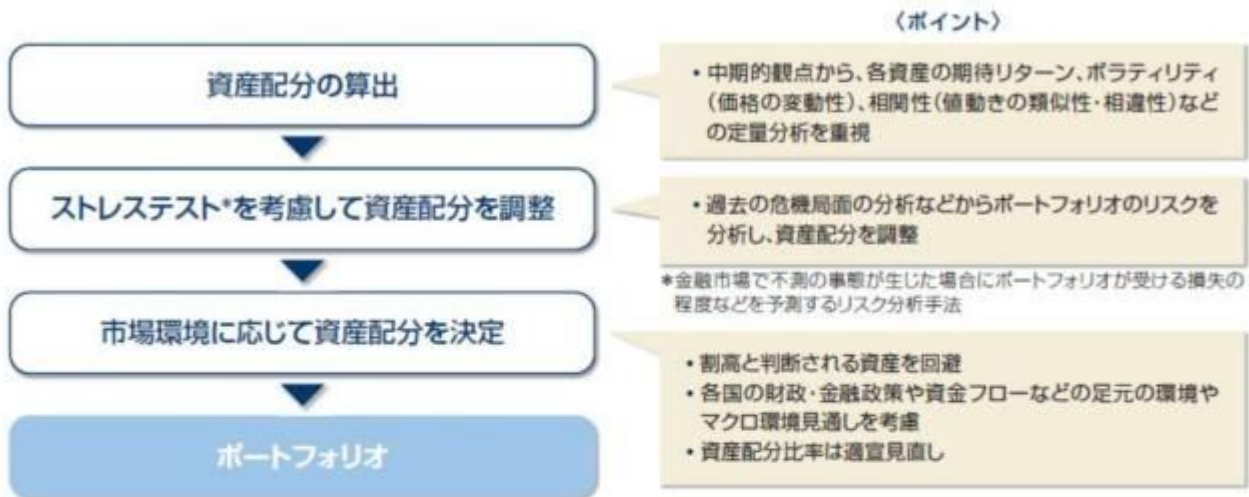 〈ポイント〉
資産配分の算出
・中期的観点から、各資産の期待リターン、ボラティリティ
(価格の変動性)、相関性(値動きの類似性・相違性)など
の定量分析を重視
ストレステスト*を考慮して資産配分を調整
・過去の危機局面の分析などからポートフォリオのリスクを
分析し、資産配分を調整
*金融市場で不測の事態が生じた場合にポートフォリオが受ける損失の
程度などを予測するリスク分析手法
市場環境に応じて資産配分を決定
・割高と判断される資産を回避
・各国の財政・金融政策や資金フローなどの足元の環境や
マクロ環境見通しを考慮
・資産配分比率は適宜見直し
ポートフォリオ